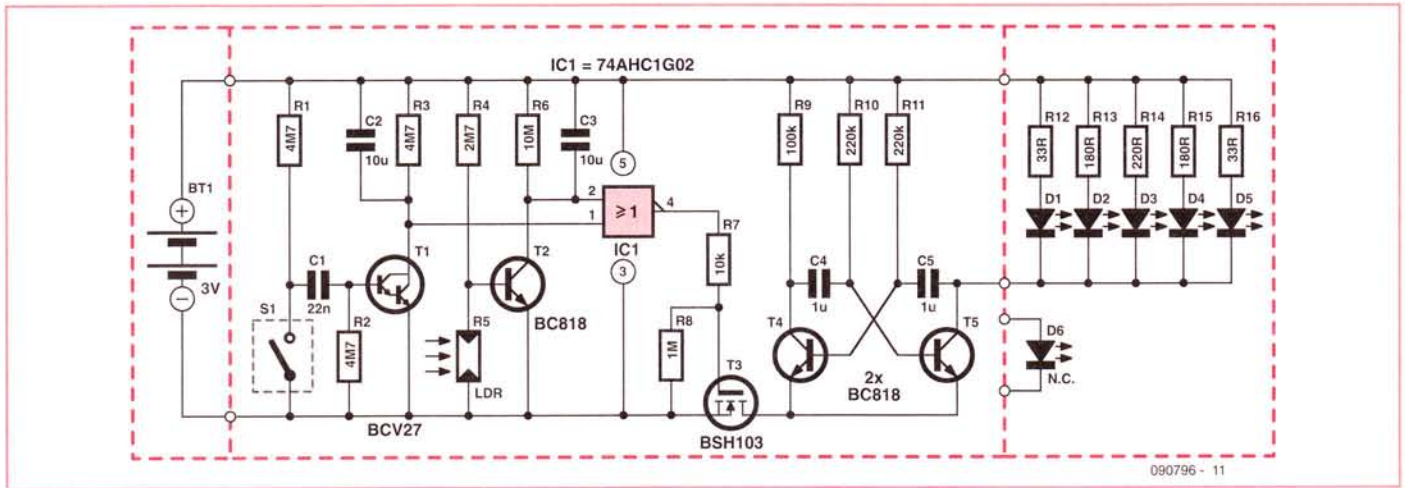 IC1 = 74AHC1G02
R1
4M7
C2
10u
R3
4M7
R4
2M7
R6
10M
C3
10u
5
R9
100k
R10
220k
R11
220k
R12
33R
R13
180R
R14
220R
R15
180R
R16
33R
BT1
+
−
3V
S1
C1
22n
R2
4M7
T1
BCV27
R5
LDR
T2
BC818
2
1
≥1
4
IC1
3
R7
10k
R8
1M
T3
BSH103
C4
1u
C5
1u
T4
T5
2x
BC818
D1
D2
D3
D4
D5
D6
N.C.
090796 - 11